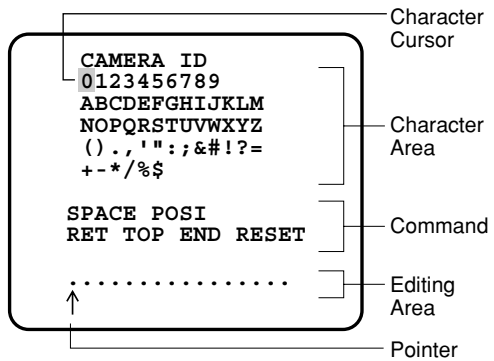 Character
Cursor
CAMERA ID
0123456789
ABCDEFGHIJKLM
NOPQRSTUVWXYZ
().,'":;&#!?=
+-*/%$
Character
Area
SPACE POSI
RET TOP END RESET
Command
................
Editing
Area
Pointer